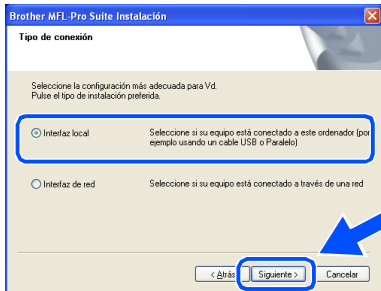 Brother MFL-Pro Suite Instalación
Tipo de conexión
Seleccione la configuración más adecuada para Vd.
Pulse el tipo de instalación preferida.
Interfaz local
Seleccione si su equipo está conectado a este ordenador (por
ejemplo usando un cable USB o Paralelo)
Interfaz de red
Seleccione si su equipo está conectado a través de una red
< Atrás
Siguiente >
Cancelar